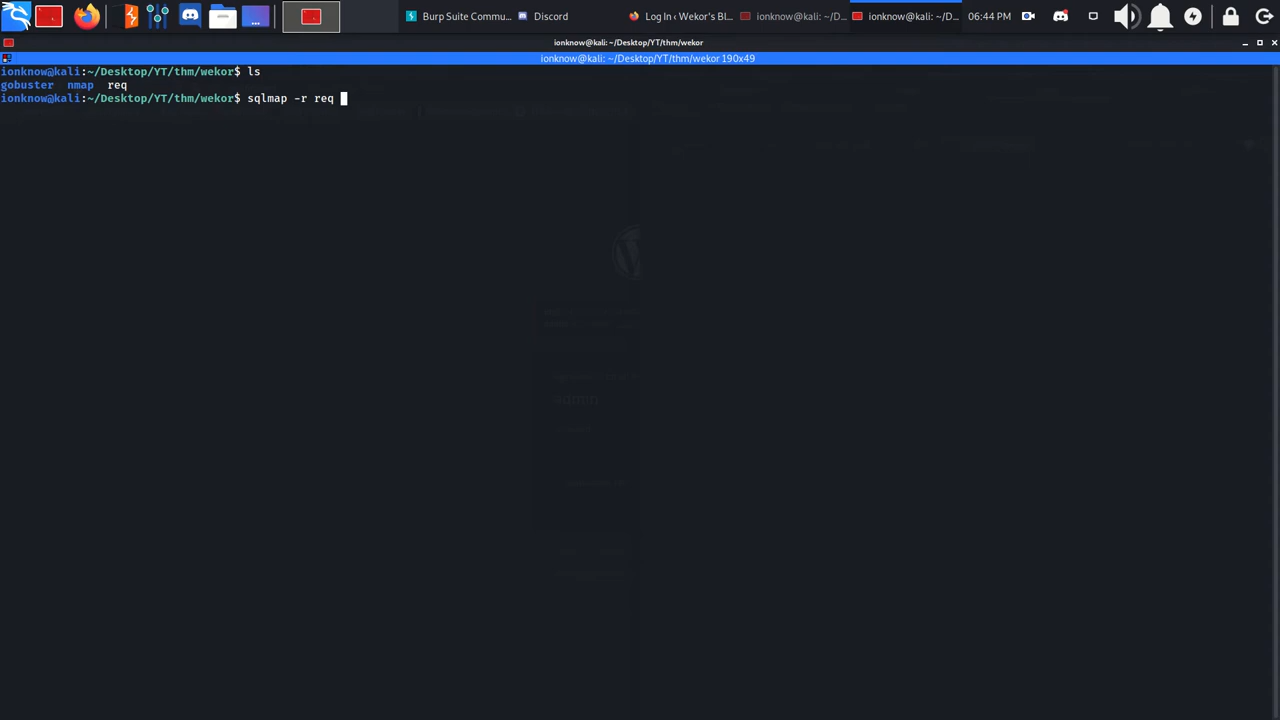 Burp Suite Commu...
Discord
Log In ‹ Wekor's Bl...
ionknow@kali: ~/D...
ionknow@kali: ~/D...
06:44 PM
ionknow@kali: ~/Desktop/YT/thm/wekor
ionknow@kali: ~/Desktop/YT/thm/wekor 190x49
ionknow@kali:~/Desktop/YT/thm/wekor$ ls
gobuster nmap req
ionknow@kali:~/Desktop/YT/thm/wekor$ sqlmap -r req
admin